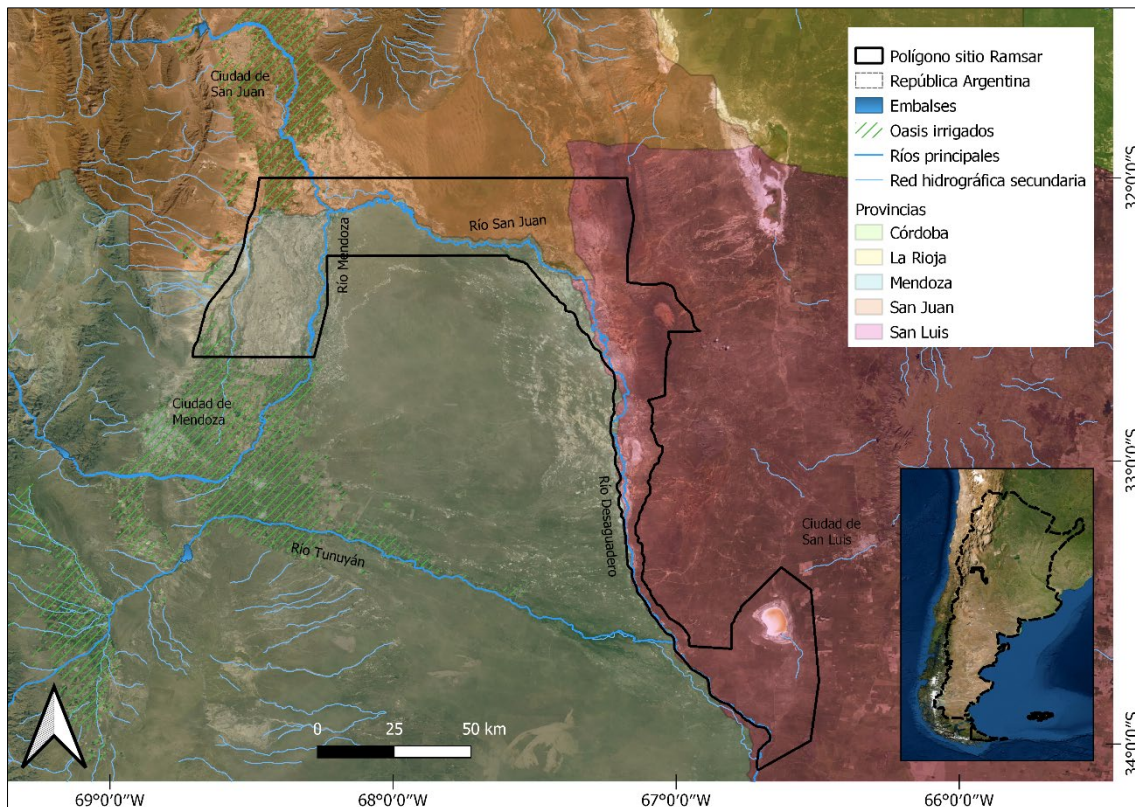 Ciudad de
San Juan
Río San Juan
Río Mendoza
Ciudad de
Mendoza
Río Desaguadero
Río Tunuyán
Ciudad de
San Luis
Polígono sitio Ramsar
República Argentina
Embalses
Oasis irrigados
Ríos principales
Red hidrográfica secundaria
Provincias
Córdoba
La Rioja
Mendoza
San Juan
San Luis
32°0'0"S
33°0'0"S
34°0'0"S
0 25 50 km
69°0'0"W
68°0'0"W
67°0'0"W
66°0'0"W